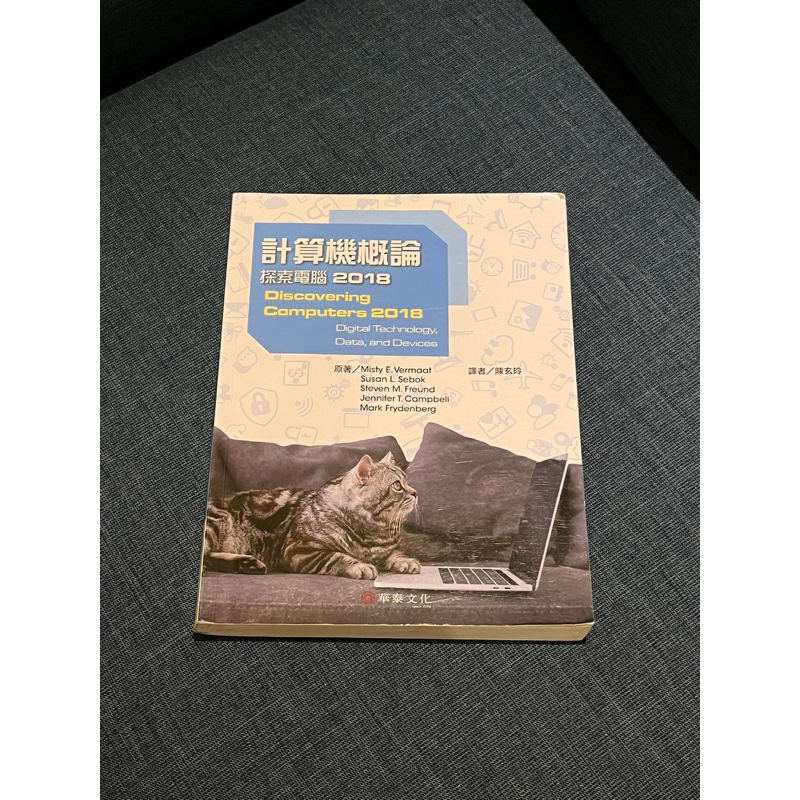 計算機概論
探索電腦 2018
Discovering
Computers 2018
Digital Technology,
Data, and Devices
原著／Misty E. Vermaat
Susan L. Sebok
Steven M. Freund
Jennifer T. Campbell
Mark Frydenberg
譯者／陳玄玲
華泰文化